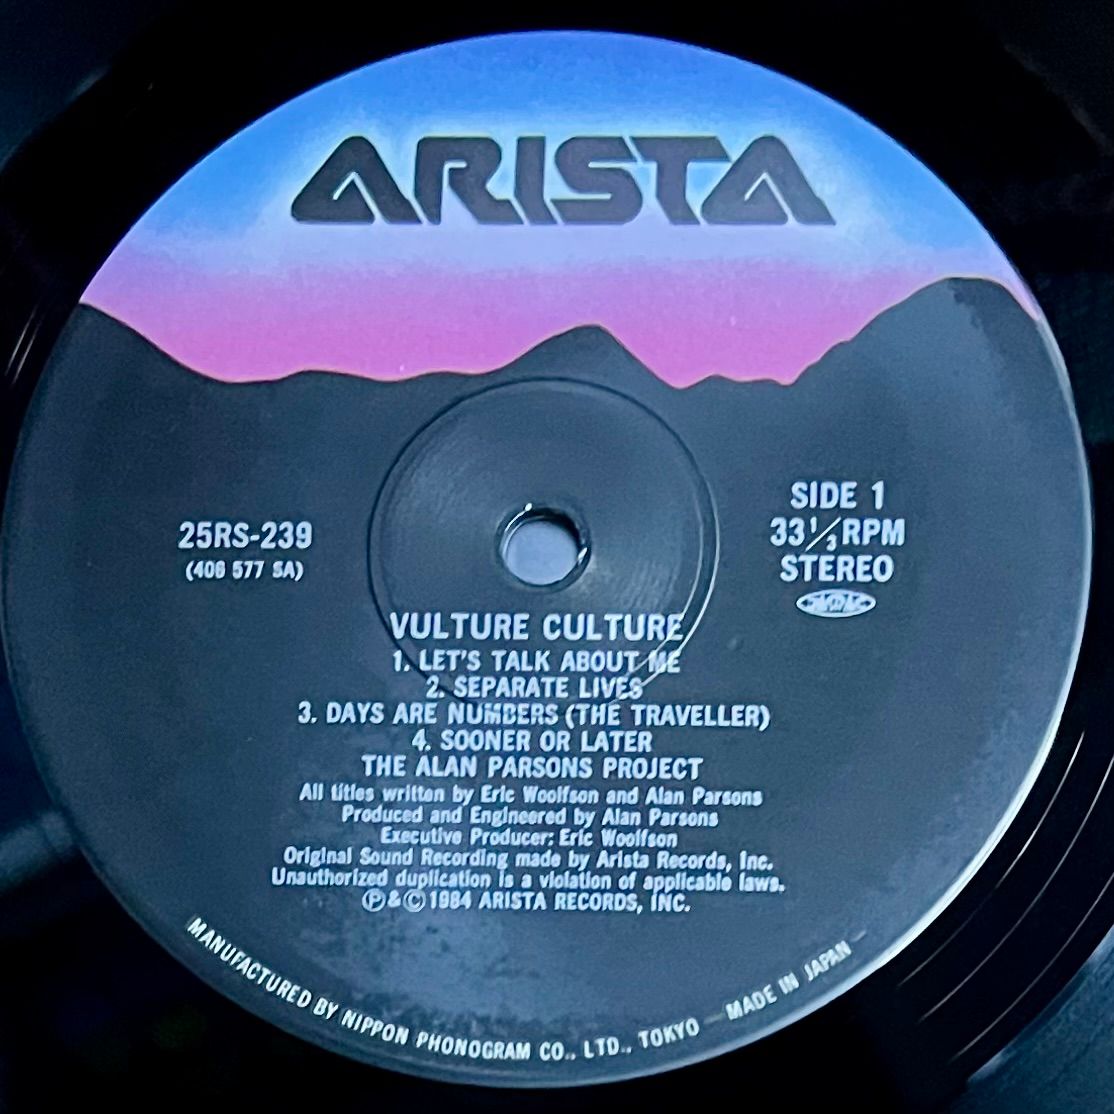 ARISTA
25RS-239
(406 577 SA)
SIDE 1
33 1/3 RPM
STEREO
VULTURE CULTURE
1. LET'S TALK ABOUT ME
2. SEPARATE LIVES
3. DAYS ARE NUMBERS (THE TRAVELLER)
4. SOONER OR LATER
THE ALAN PARSONS PROJECT
All titles written by Eric Woolfson and Alan Parsons
Produced and Engineered by Alan Parsons
Executive Producer: Eric Woolfson
Original Sound Recording made by Arista Records, Inc.
Unauthorized duplication is a violation of applicable laws.
Ⓟ&©1984 ARISTA RECORDS, INC.
MANUFACTURED BY NIPPON PHONOGRAM CO., LTD., TOKYO — MADE IN JAPAN —